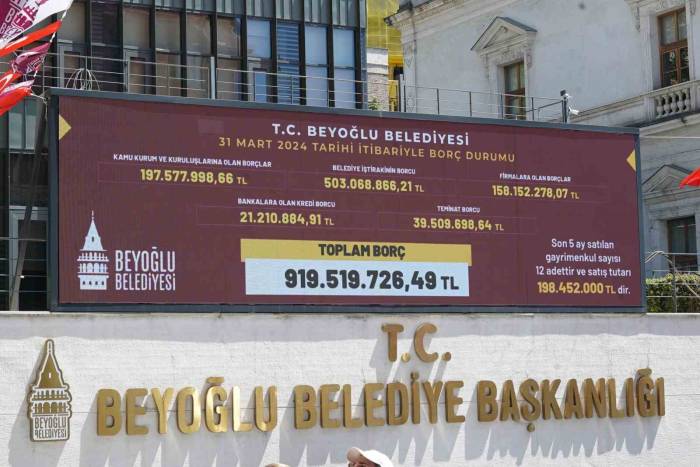 T.C. BEYOĞLU BELEDİYESİ
31 MART 2024 TARİHİ İTİBARİYLE BORÇ DURUMU
KAMU KURUM VE KURULUŞLARINA OLAN BORÇLAR
197.577.998,66 TL
BELEDİYE İŞTİRAKİNİN BORCU
503.068.866,21 TL
FİRMALARA OLAN BORÇLAR
158.152.278,07 TL
BANKALARA OLAN KREDİ BORCU
21.210.884,91 TL
TEMİNAT BORCU
39.509.698,64 TL
TOPLAM BORÇ
919.519.726,49 TL
Son 5 ay satılan
gayrimenkul sayısı
12 adettir ve satış tutarı
198.452.000 TL dir.
BEYOĞLU
BELEDİYESİ
T.C.
BEYOĞLU BELEDİYE BAŞKANLIĞI
BEYOĞLU
BELEDİYESİ